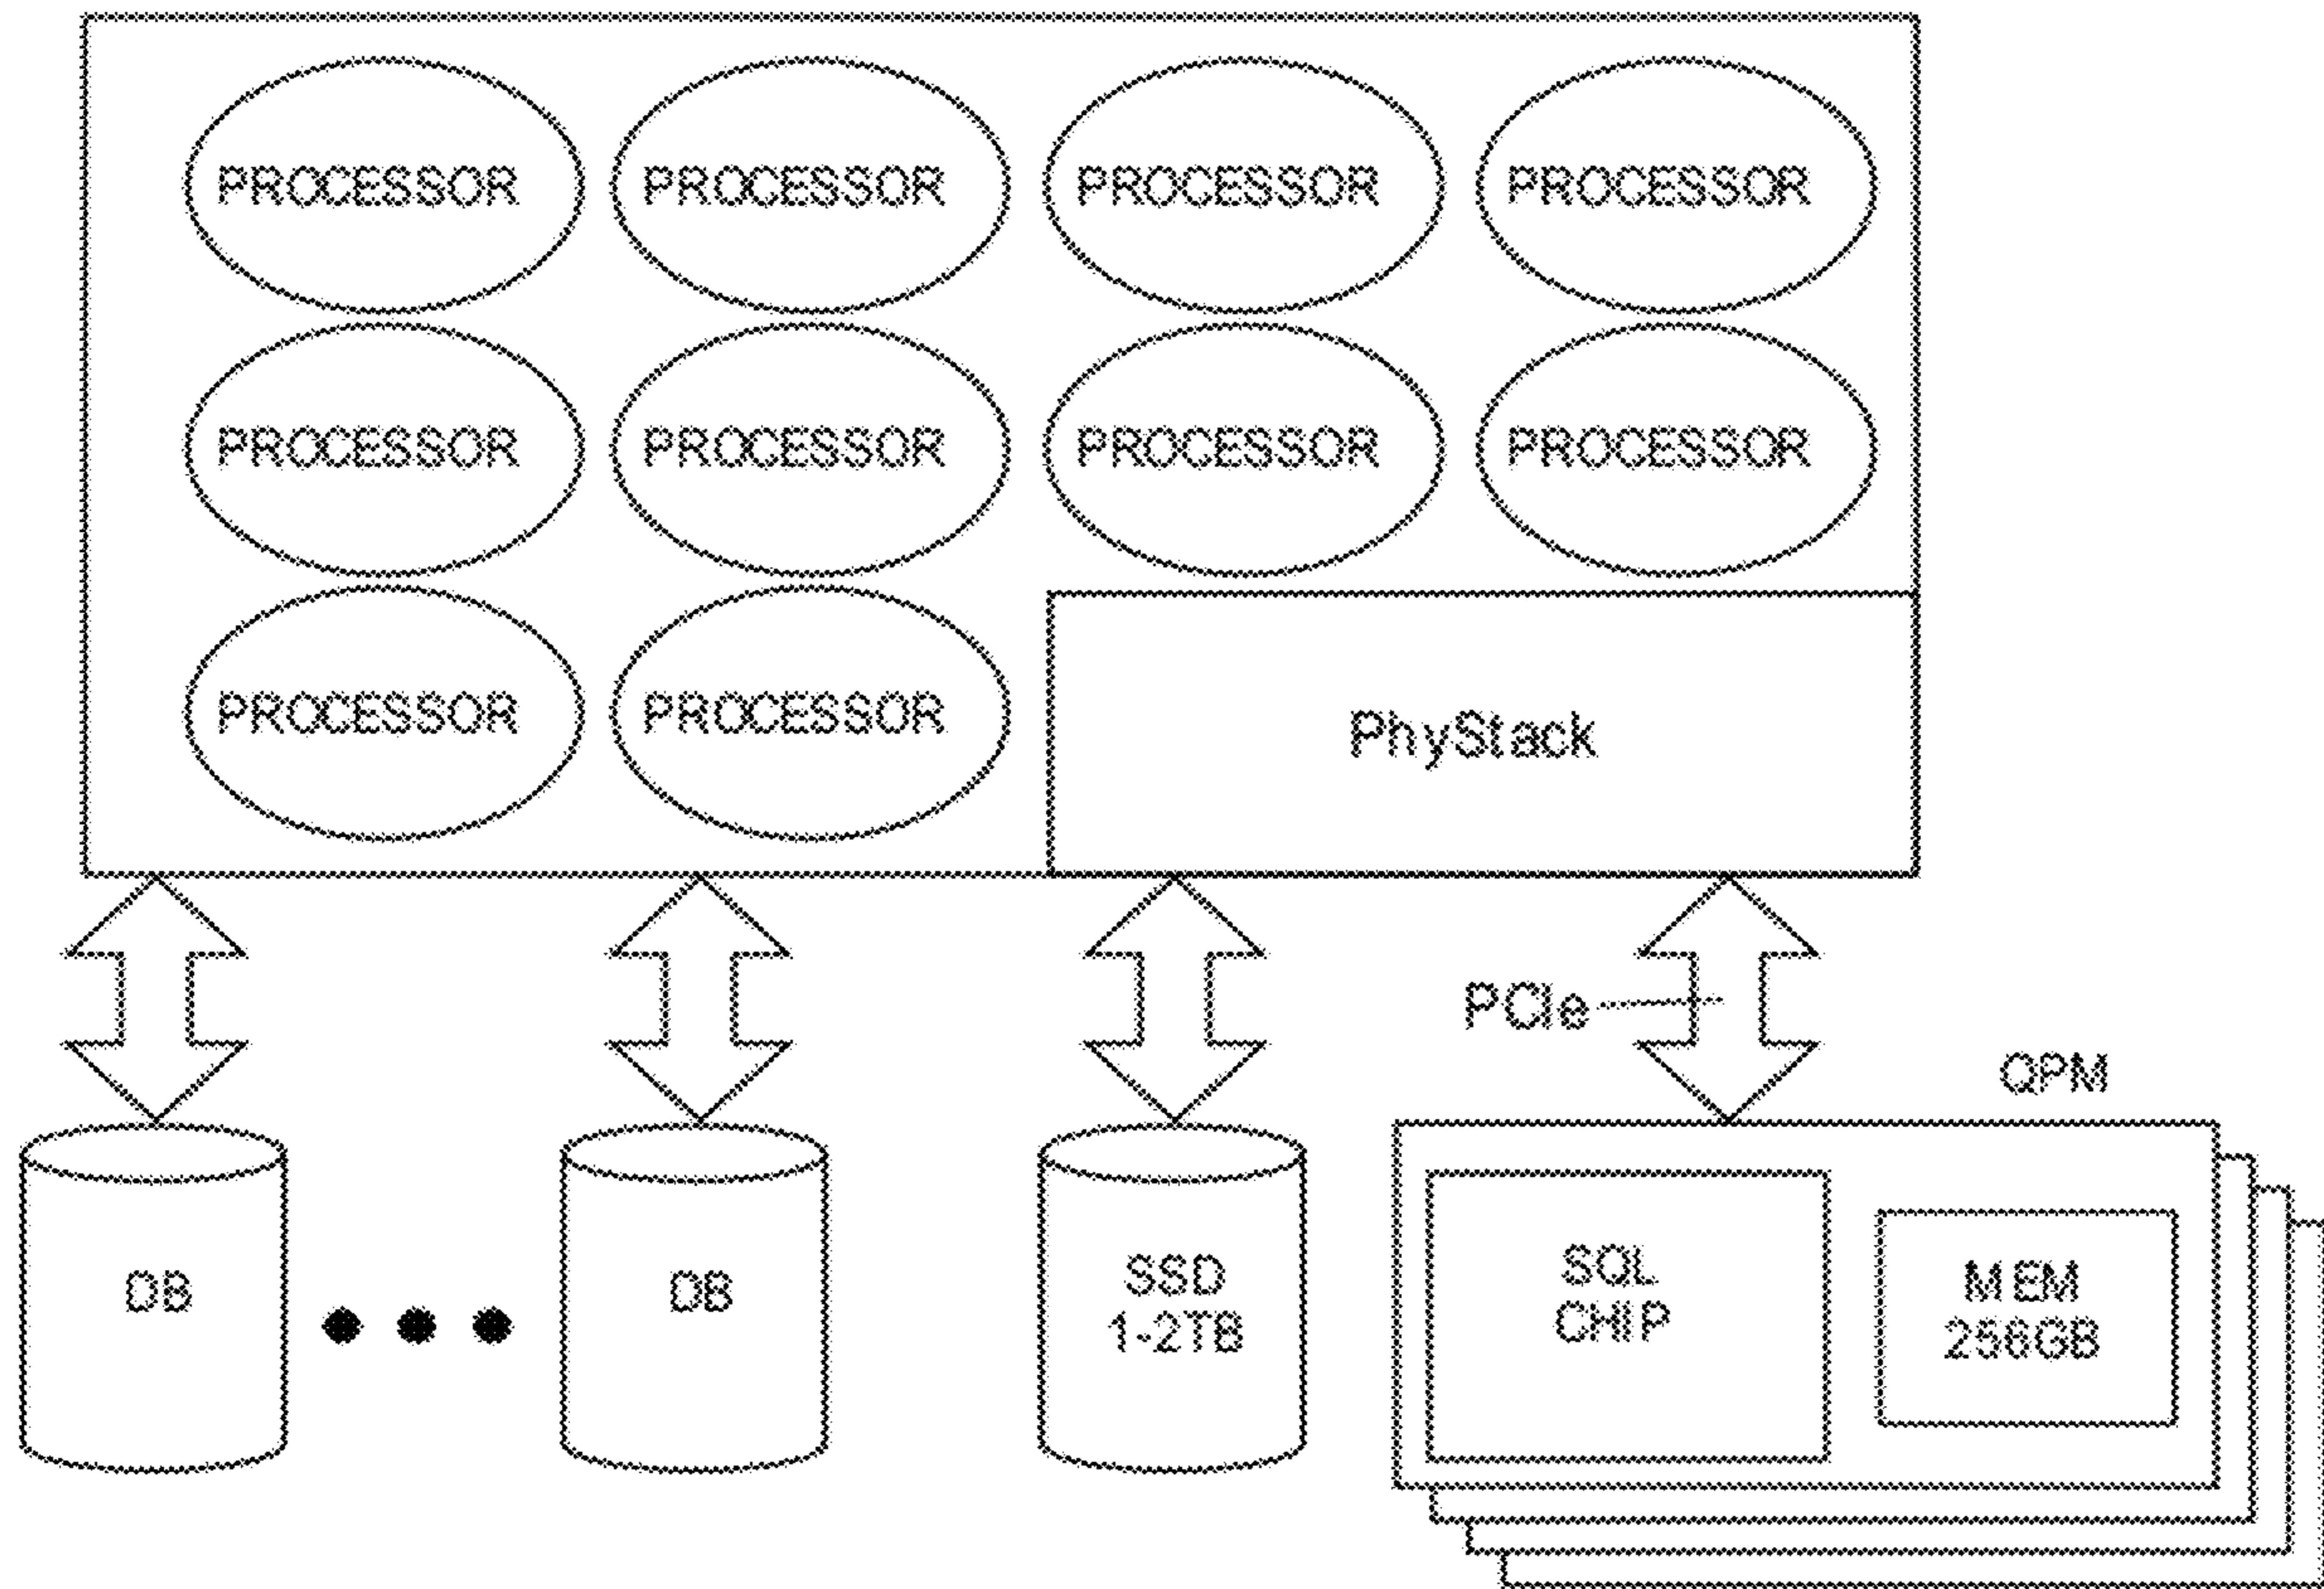 PROCESSOR PROCESSOR PROCESSOR PROCESSOR
PROCESSOR PROCESSOR PROCESSOR PROCESSOR
PROCESSOR PROCESSOR
PhyStack
PCIe
QPM
DB
DB
SSD
1-2TB
SQL
CHIP
MEM
256GB